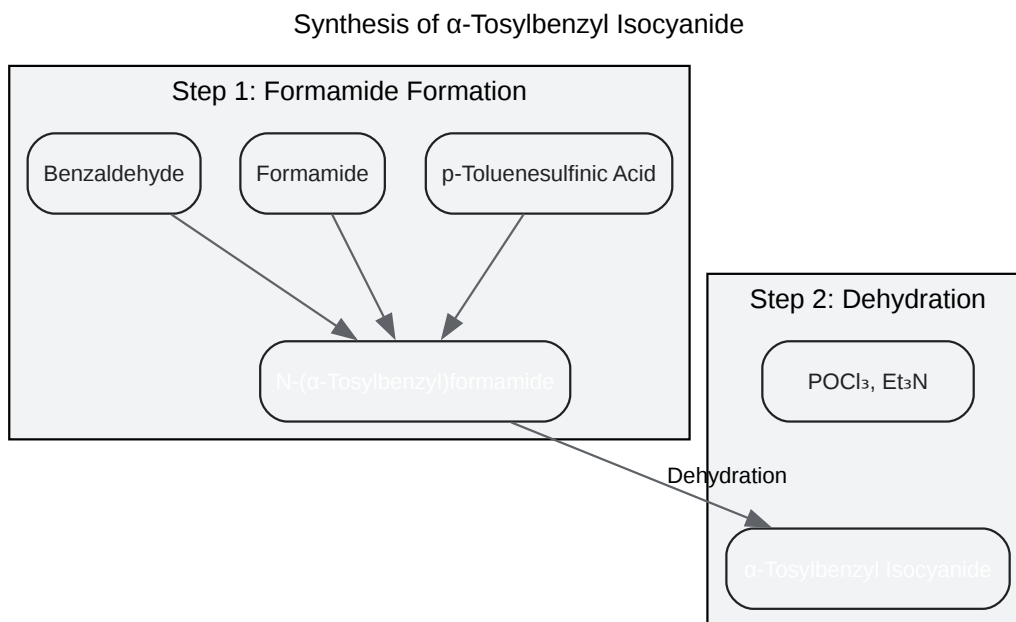 Synthesis of α-Tosylbenzyl Isocyanide
Step 1: Formamide Formation
Benzaldehyde
Formamide
p-Toluenesulfinic Acid
N-(α-Tosylbenzyl)formamide
Step 2: Dehydration
POCl₃, Et₃N
Dehydration
α-Tosylbenzyl Isocyanide